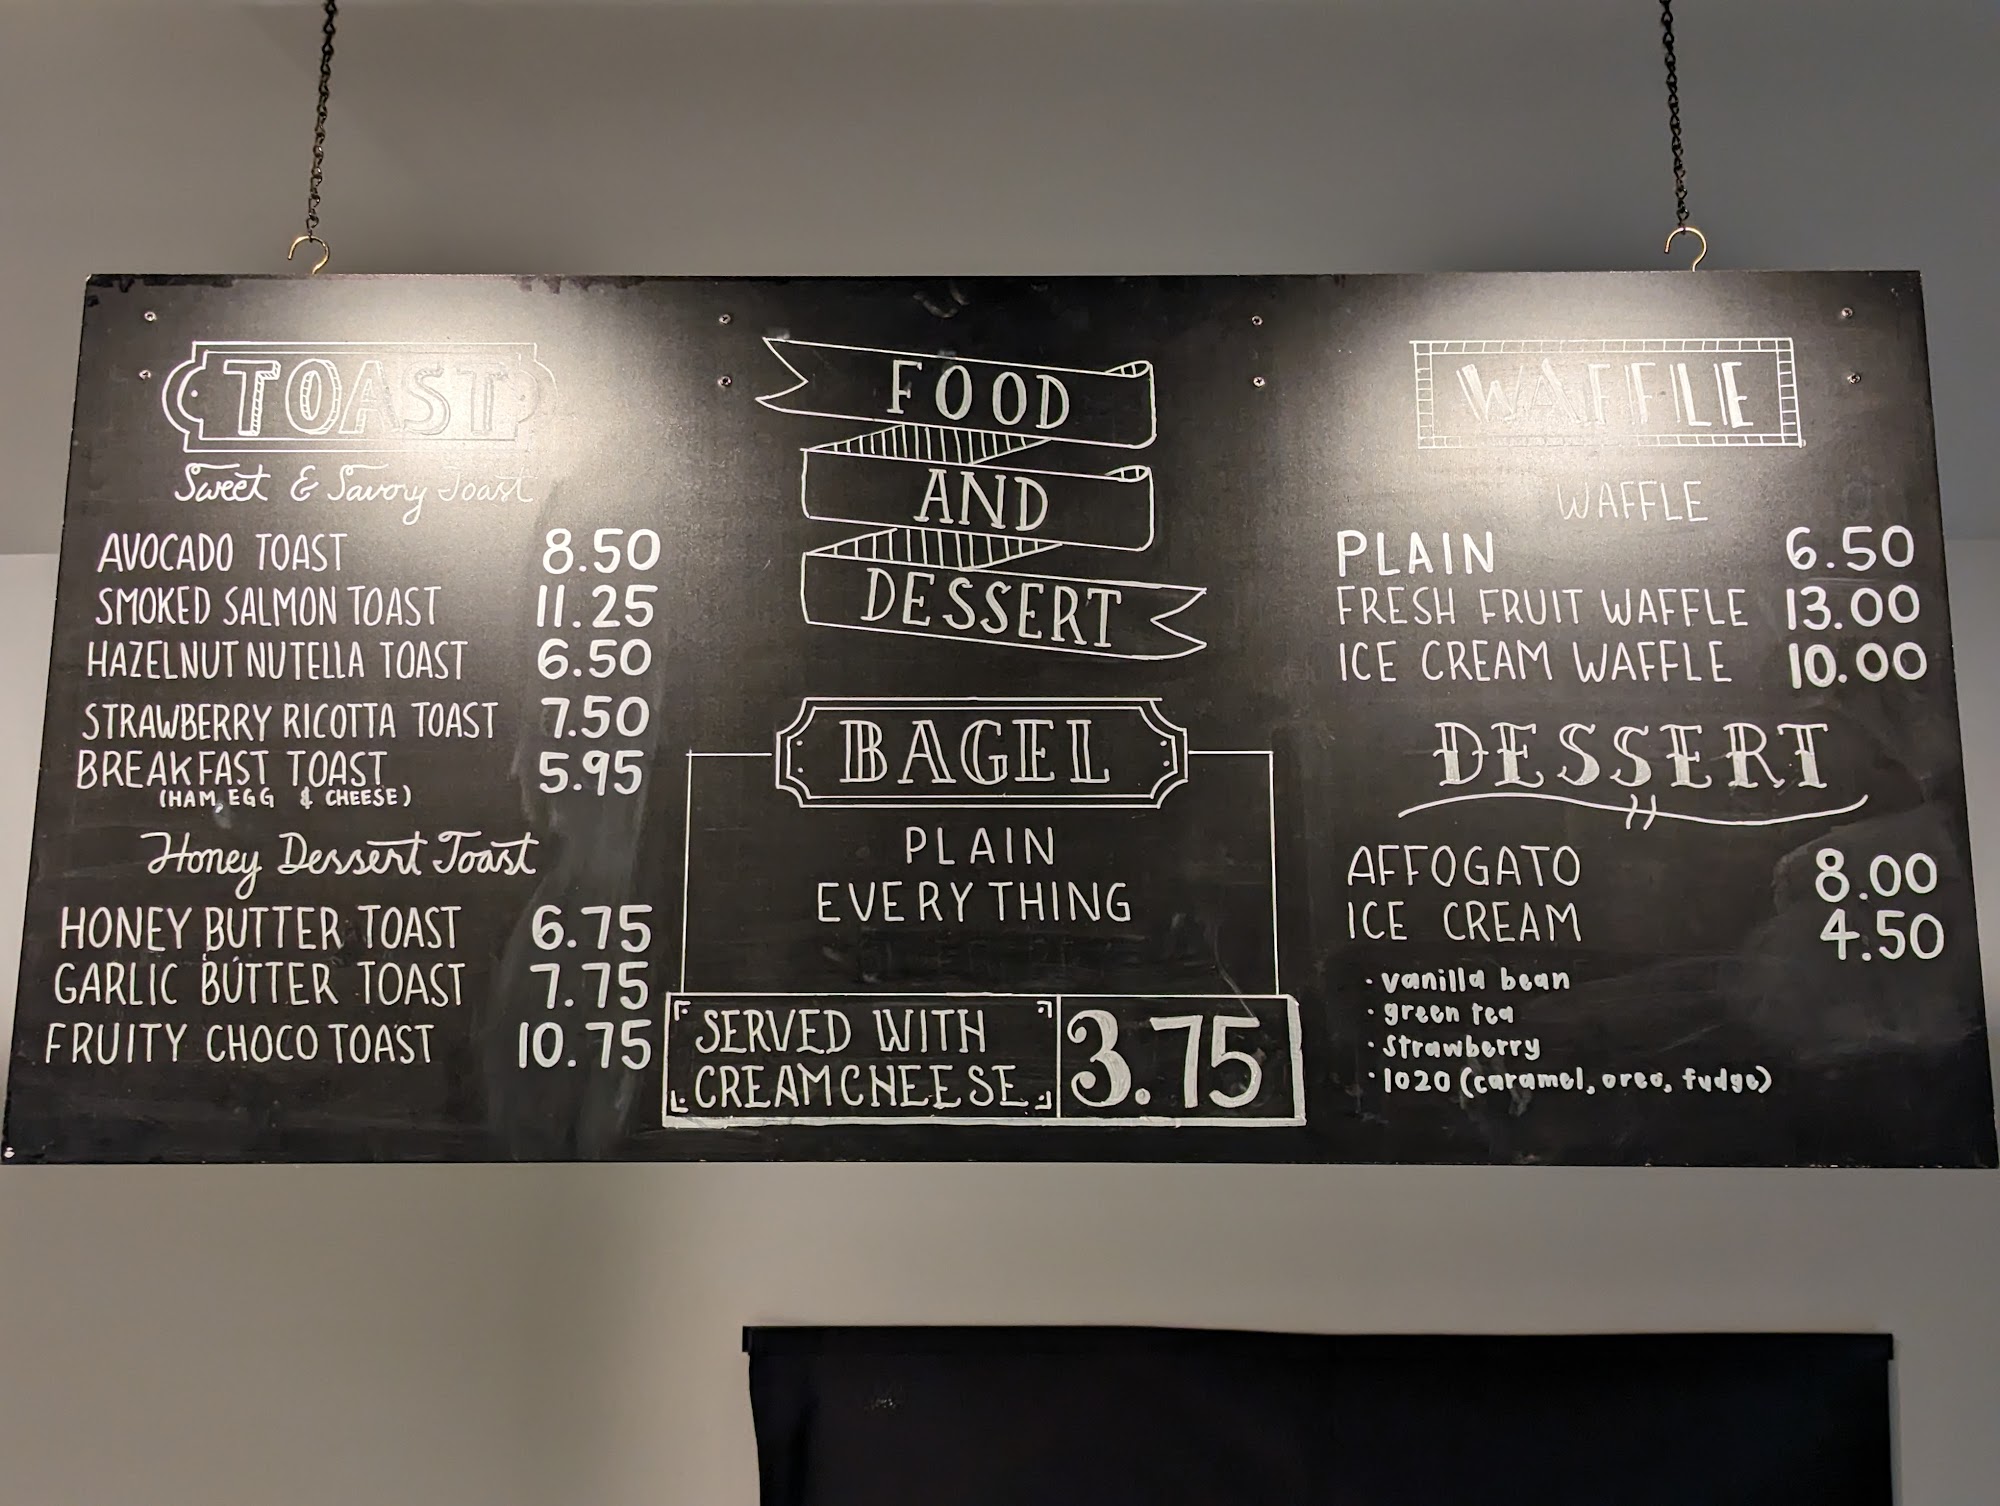 TOAST
Sweet & Savory Toast
AVOCADO TOAST 8.50
SMOKED SALMON TOAST 11.25
HAZELNUT NUTELLA TOAST 6.50
STRAWBERRY RICOTTA TOAST 7.50
BREAKFAST TOAST 5.95
(HAM, EGG & CHEESE)
Honey Dessert Toast
HONEY BUTTER TOAST 6.75
GARLIC BUTTER TOAST 7.75
FRUITY CHOCO TOAST 10.75
FOOD
AND
DESSERT
BAGEL
PLAIN
EVERYTHING
SERVED WITH
CREAMCHEESE
3.75
WAFFLE
WAFFLE
PLAIN 6.50
FRESH FRUIT WAFFLE 13.00
ICE CREAM WAFFLE 10.00
DESSERT
AFFOGATO 8.00
ICE CREAM 4.50
· vanilla bean
· green tea
· strawberry
· 1020 (caramel, oreo, fudge)